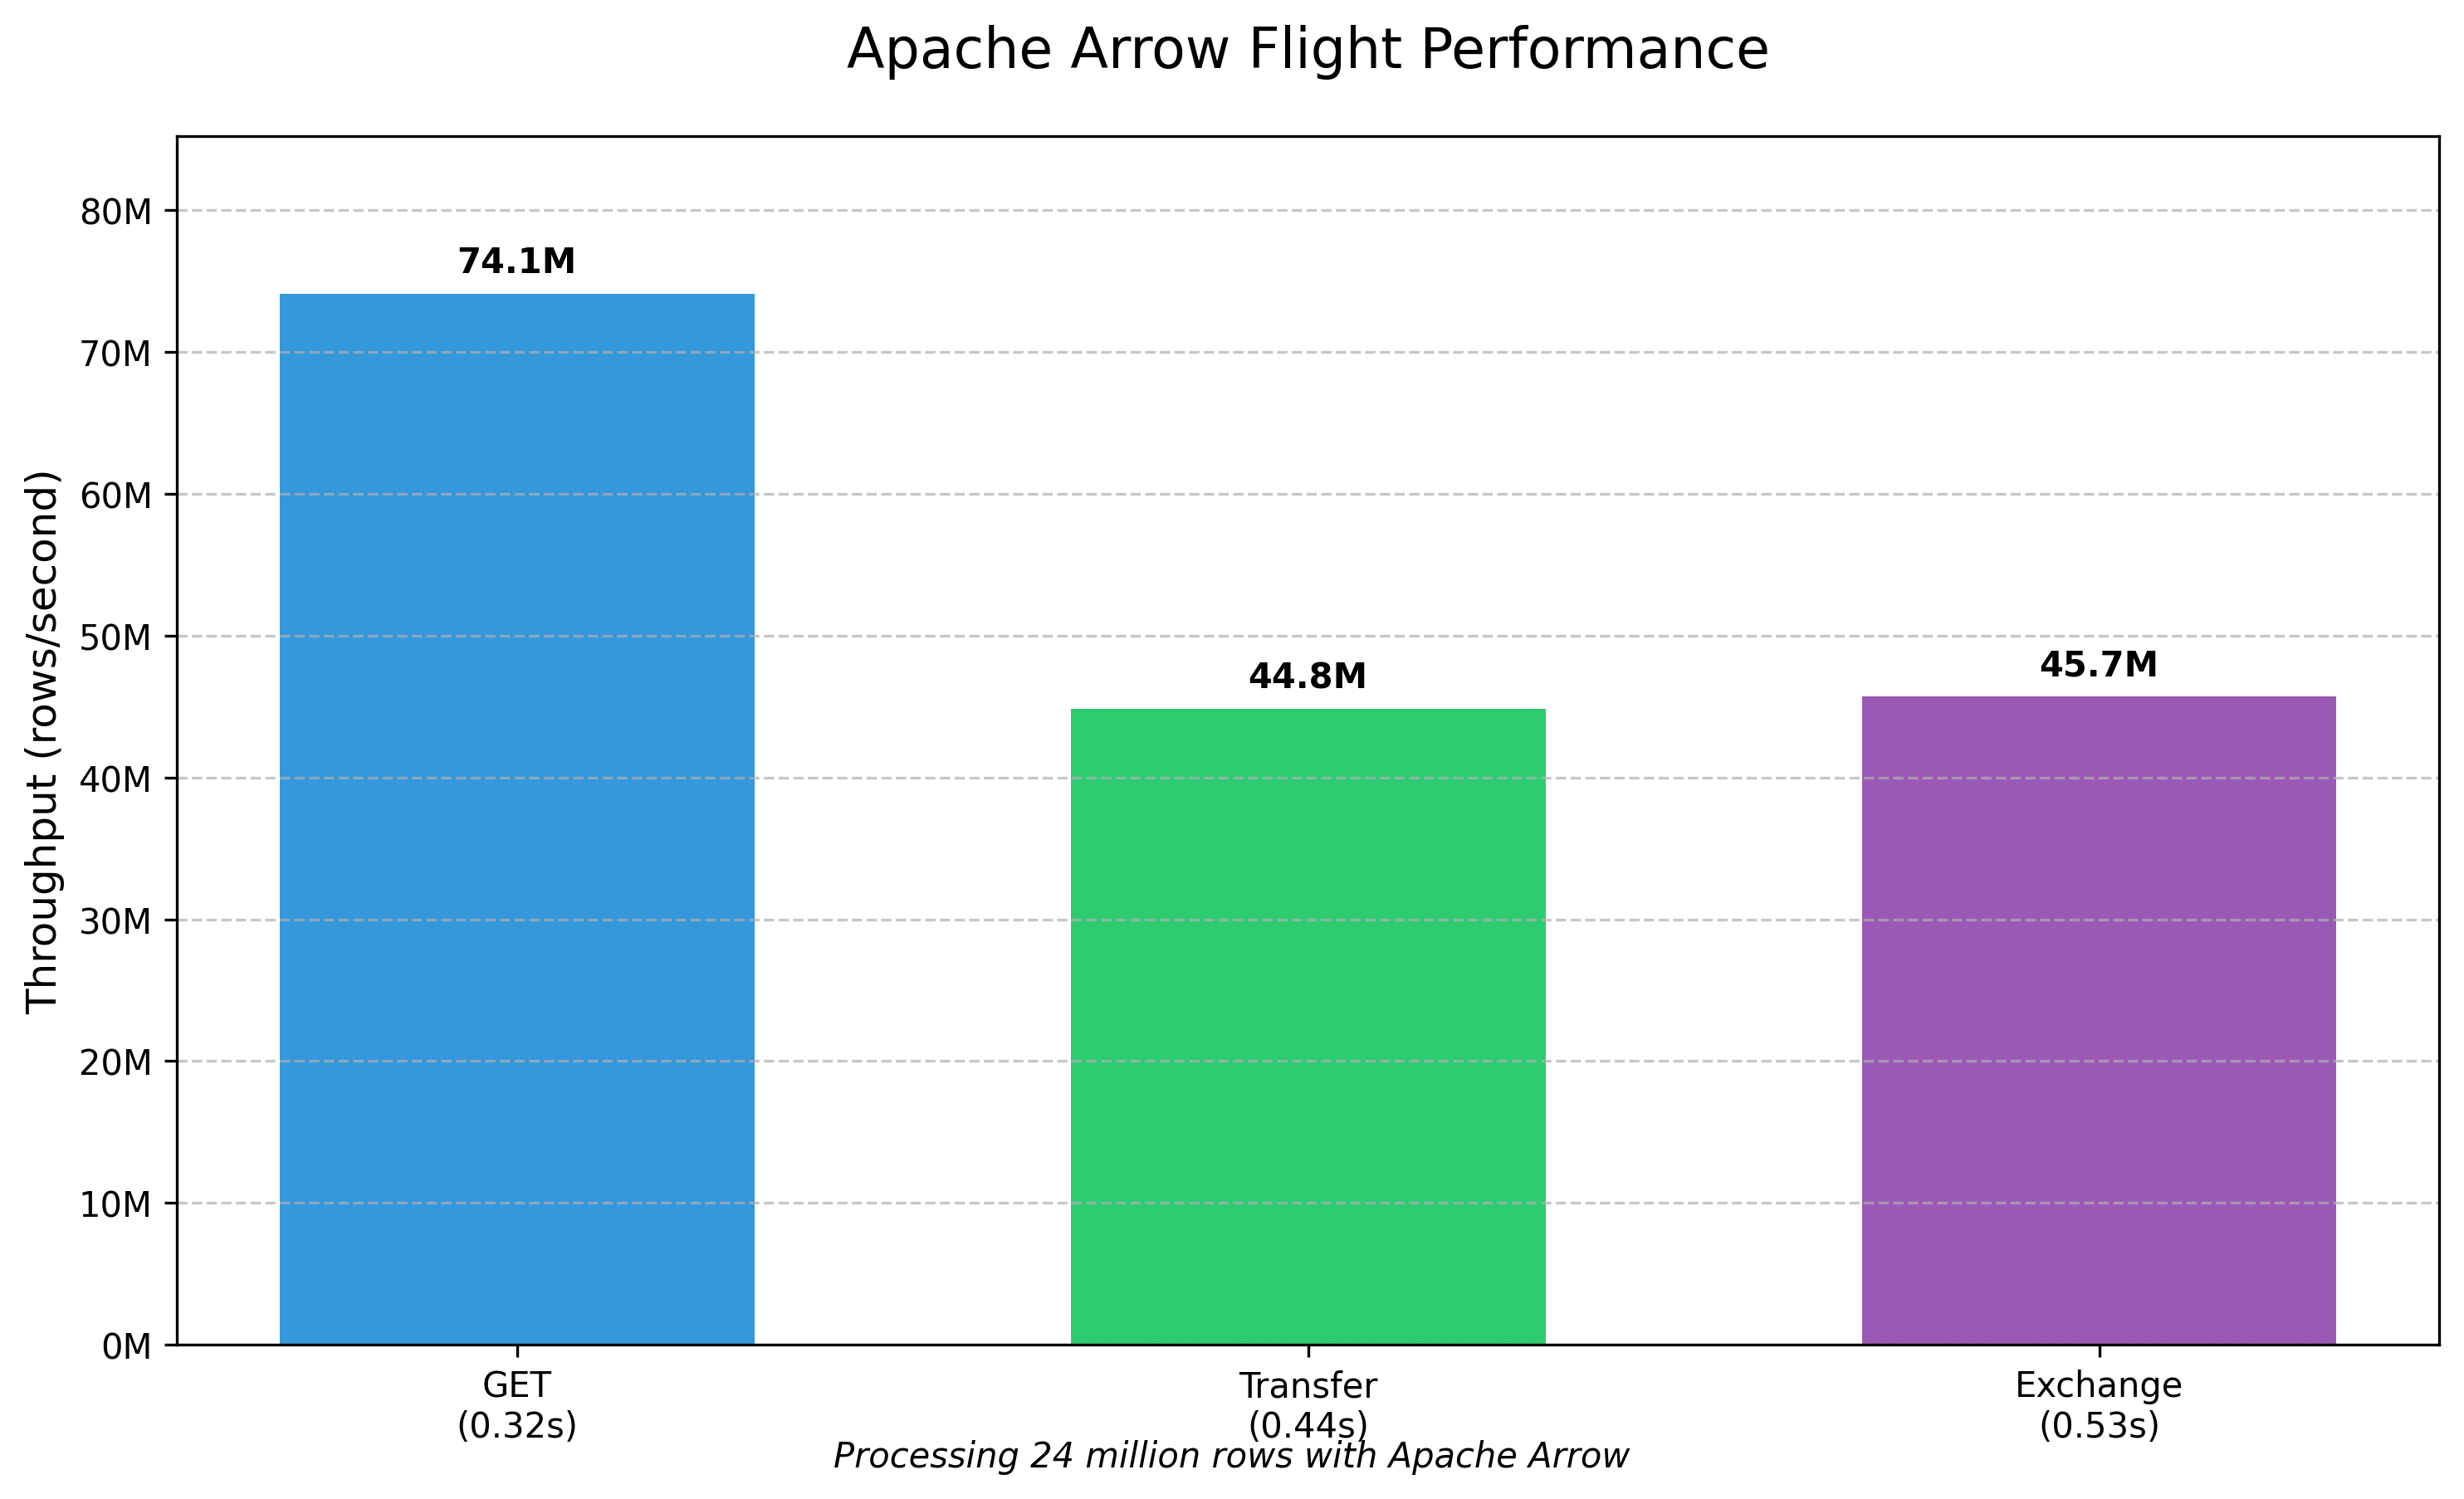 Apache Arrow Flight Performance
Throughput (rows/second)
80M
70M
60M
50M
40M
30M
20M
10M
0M
74.1M
44.8M
45.7M
GET
(0.32s)
Transfer
(0.44s)
Exchange
(0.53s)
Processing 24 million rows with Apache Arrow